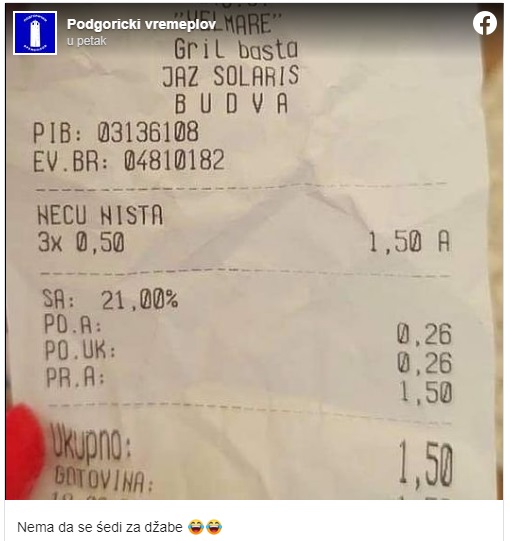 Podgoricki vremeplov
u petak
"VELMARE"
Gril basta
JAZ SOLARIS
B U D V A
PIB: 03136108
EV.BR: 04810182
NECU NISTA
3x 0,50 1,50 A
SA: 21,00%
PO.A: 0,26
PO.UK: 0,26
PR.A: 1,50
Ukupno: 1,50
GOTOVINA:
Nema da se śedi za džabe 😂😂